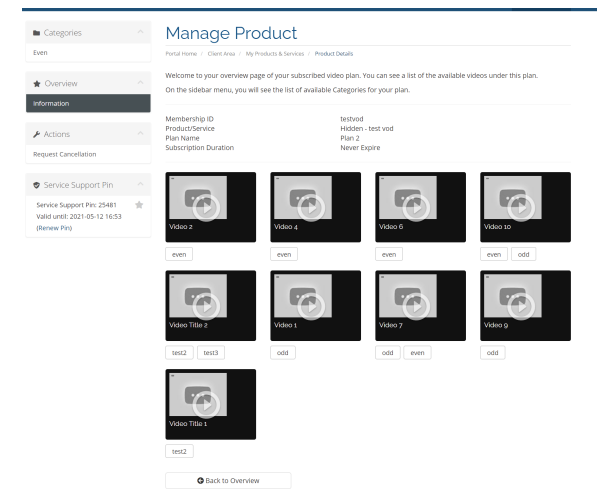 Categories
Even
Overview
Information
Actions
Request Cancellation
Service Support Pin
Service Support Pin: 25481
Valid until: 2021-05-12 16:53
(Renew Pin)
Manage Product
Portal Home / Client Area / My Products & Services / Product Details
Welcome to your overview page of your subscribed video plan. You can see a list of the available videos under this plan.
On the sidebar menu, you will see the list of available Categories for your plan.
Membership ID testvod
Product/Service Hidden - test vod
Plan Name Plan 2
Subscription Duration Never Expire
Video 2 Video 4 Video 6 Video 10
even even even even odd
Video Title 2 Video 1 Video 7 Video 9
test2 test3 odd odd even odd
Video Title 1
test2
Back to Overview